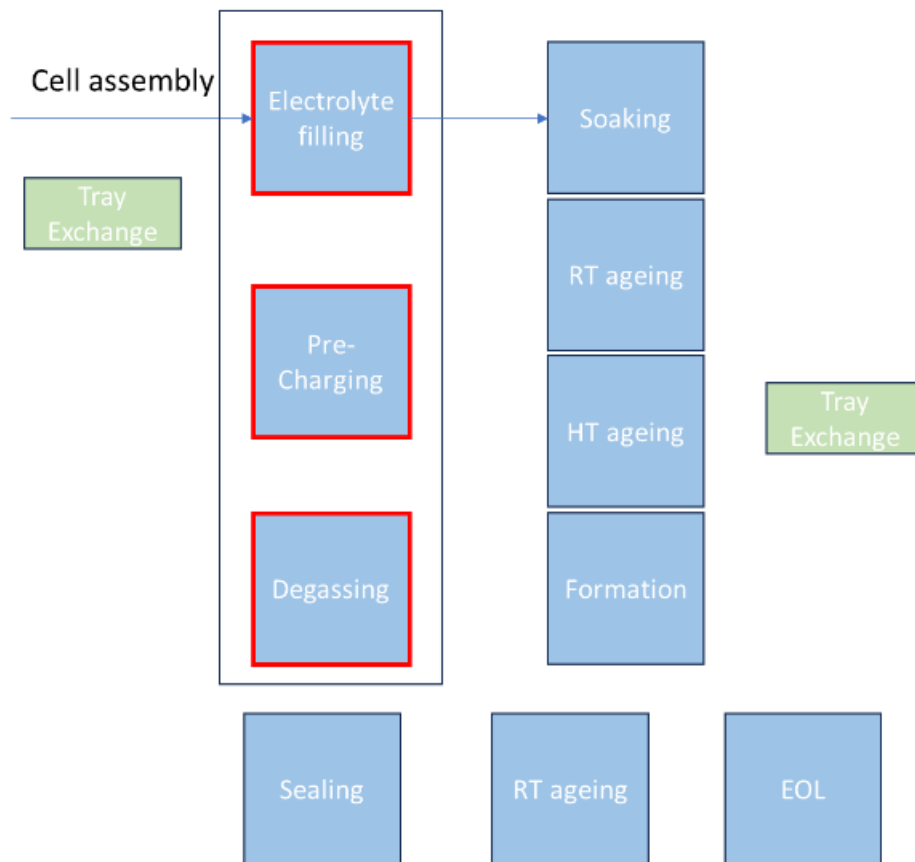 Cell assembly
Electrolyte
filling
Soaking
Tray
Exchange
RT ageing
Pre-
Charging
HT ageing
Tray
Exchange
Degassing
Formation
Sealing
RT ageing
EOL